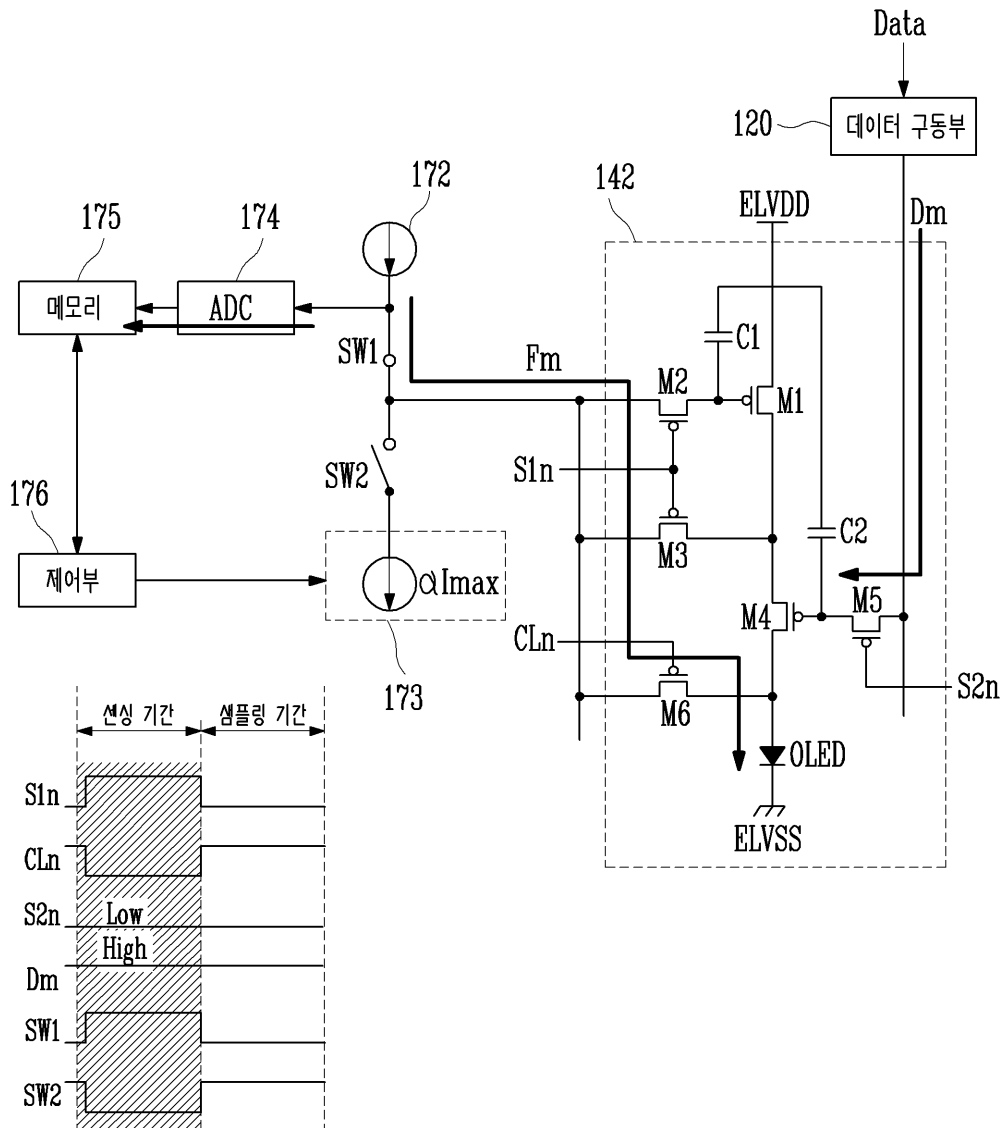 Data
120
데이터 구동부
172
142
ELVDD
Dm
175
174
메모리
ADC
SW1
Fm
C1
M2
M1
S1n
SW2
176
M3
C2
제어부
αImax
M4
M5
CLn
173
M6
S2n
OLED
ELVSS
센싱 기간
샘플링 기간
S1n
CLn
S2n
Low
High
Dm
SW1
SW2